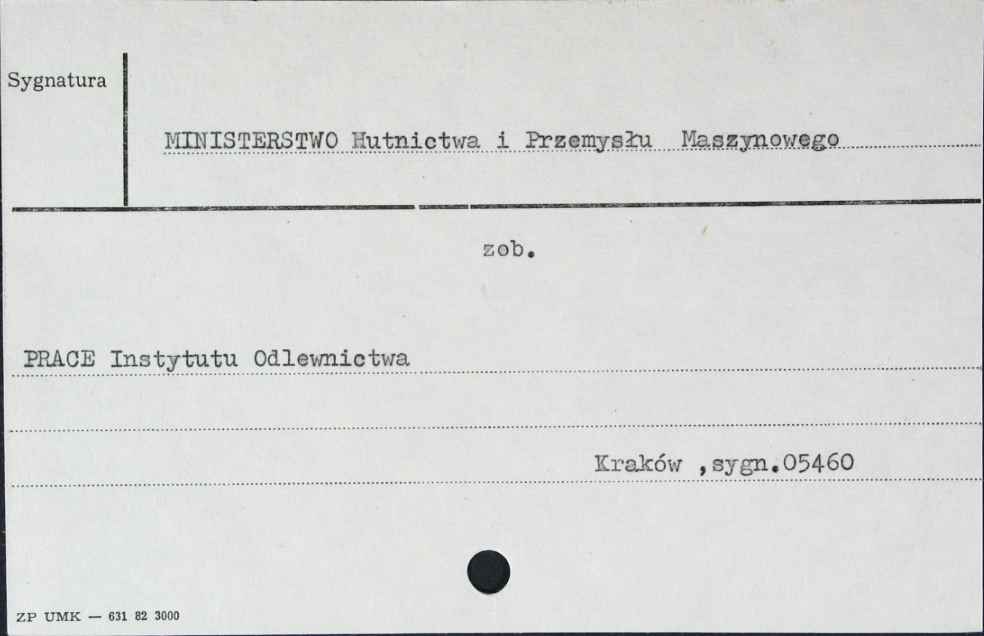 Sygnatura
MINISTERSTWO Hutnictwa i Przemysłu Maszynowego
zob.
PRACE Instytutu Odlewnictwa
Kraków ,sygn.05460
ZP UMK — 631 82 3000